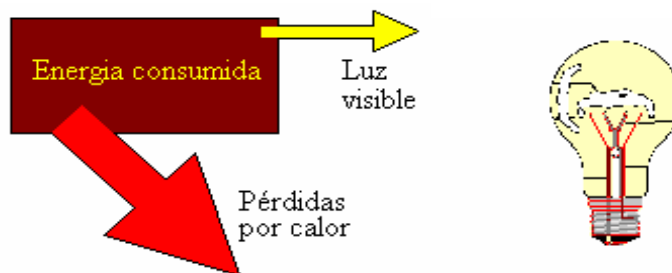 Energia consumida
Luz
visible
Pérdidas
por calor